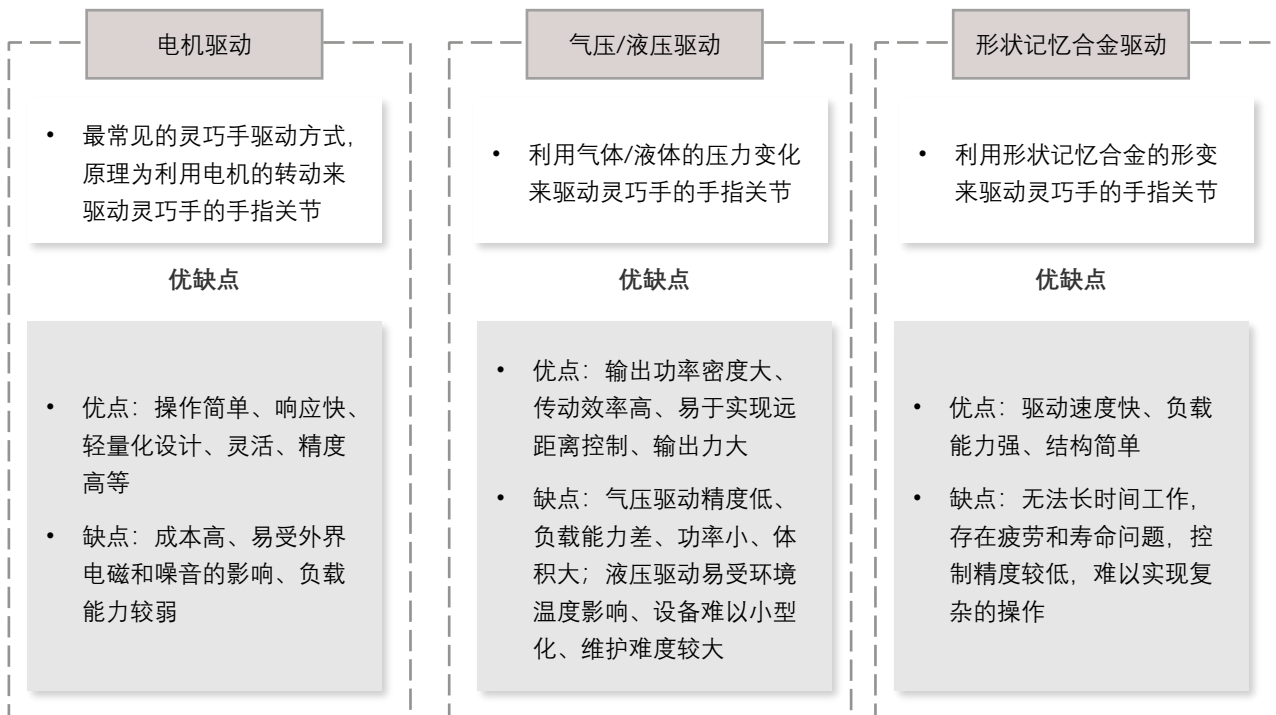 电机驱动
• 最常见的灵巧手驱动方式，
原理为利用电机的转动来
驱动灵巧手的手指关节
优缺点
• 优点：操作简单、响应快、
轻量化设计、灵活、精度
高等
• 缺点：成本高、易受外界
电磁和噪音的影响、负载
能力较弱
气压/液压驱动
• 利用气体/液体的压力变化
来驱动灵巧手的手指关节
优缺点
• 优点：输出功率密度大、
传动效率高、易于实现远
距离控制、输出力大
• 缺点：气压驱动精度低、
负载能力差、功率小、体
积大；液压驱动易受环境
温度影响、设备难以小型
化、维护难度较大
形状记忆合金驱动
• 利用形状记忆合金的形变
来驱动灵巧手的手指关节
优缺点
• 优点：驱动速度快、负载
能力强、结构简单
• 缺点：无法长时间工作，
存在疲劳和寿命问题，控
制精度较低，难以实现复
杂的操作